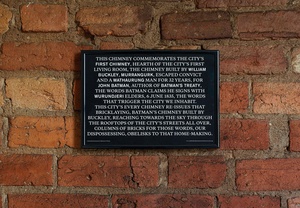 THIS CHIMNEY COMMEMORATES THE CITY'S
FIRST CHIMNEY, HEARTH OF THE CITY'S FIRST
LIVING ROOM, THE CHIMNEY BUILT BY WILLIAM
BUCKLEY, MURRANGURK, ESCAPED CONVICT
AND A WATHAURUNG MAN FOR 32 YEARS, FOR
JOHN BATMAN, AUTHOR OF BATMAN'S TREATY,
THE WORDS BATMAN CLAIMS HE SIGNS WITH
WURUNDJERI ELDERS, 6 JUNE 1835, THE WORDS
THAT TRIGGER THE CITY WE INHABIT.
THIS CITY'S EVERY CHIMNEY RE-ISSUES THAT
BRICKLAYING, BATMAN'S CHIMNEY BUILT BY
BUCKLEY, REACHING TOWARDS THE SKY THROUGH
THE ROOFTOPS OF THE CITY'S STREETS ALL OVER,
COLUMNS OF BRICKS FOR THOSE WORDS, OUR
DISPOSSESSING, OBELISKS TO THAT HOME-MAKING.